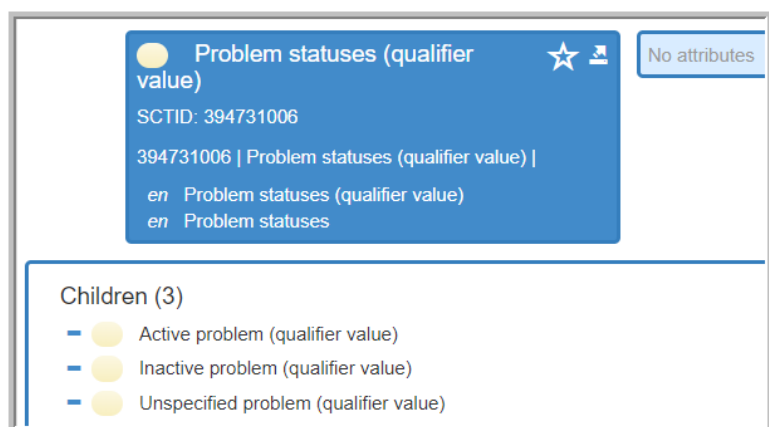 Problem statuses (qualifier
value)
No attributes
SCTID: 394731006
394731006 | Problem statuses (qualifier value) |
en Problem statuses (qualifier value)
en Problem statuses
Children (3)
Active problem (qualifier value)
Inactive problem (qualifier value)
Unspecified problem (qualifier value)